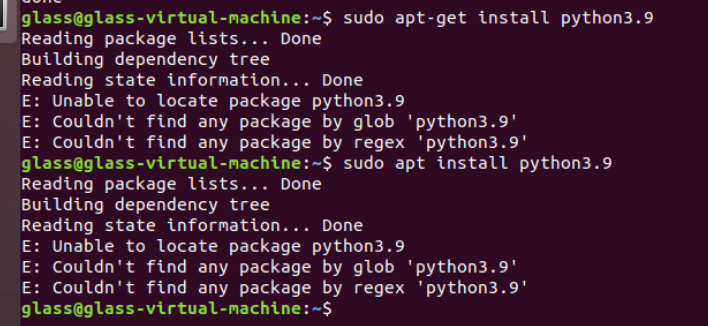 done
glass@glass-virtual-machine:~$ sudo apt-get install python3.9
Reading package lists... Done
Building dependency tree
Reading state information... Done
E: Unable to locate package python3.9
E: Couldn't find any package by glob 'python3.9'
E: Couldn't find any package by regex 'python3.9'
glass@glass-virtual-machine:~$ sudo apt install python3.9
Reading package lists... Done
Building dependency tree
Reading state information... Done
E: Unable to locate package python3.9
E: Couldn't find any package by glob 'python3.9'
E: Couldn't find any package by regex 'python3.9'
glass@glass-virtual-machine:~$